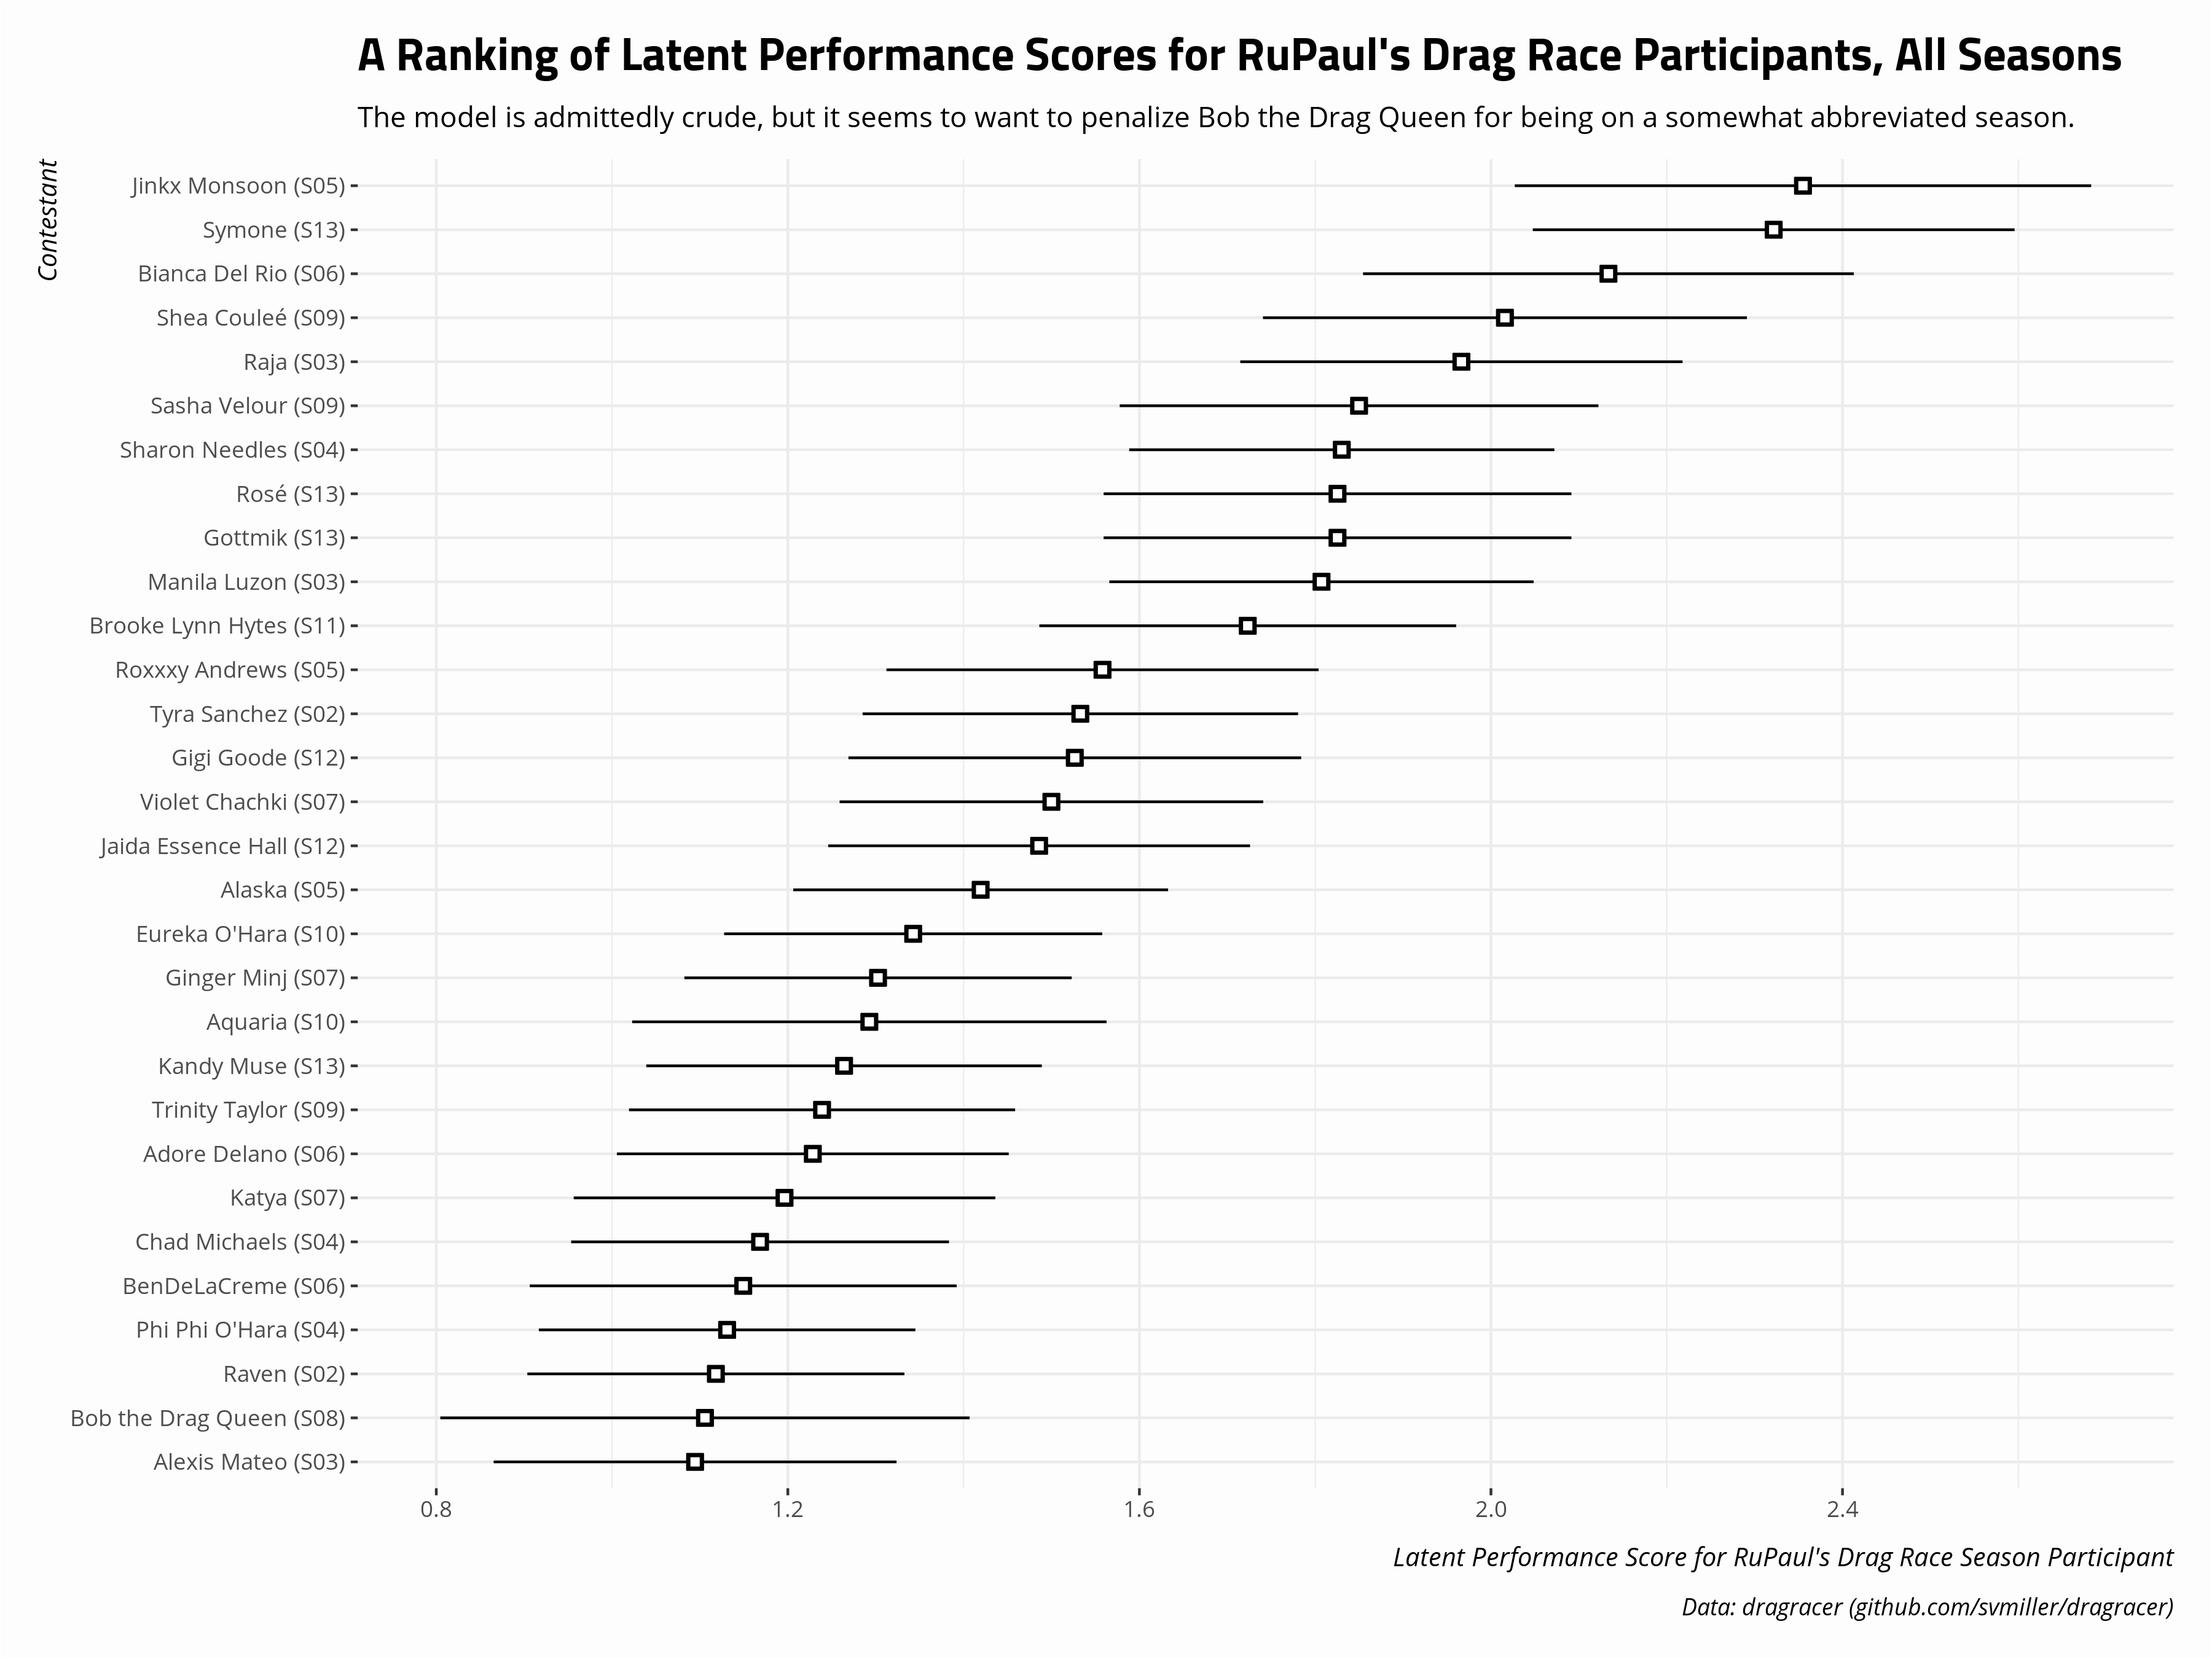 A Ranking of Latent Performance Scores for RuPaul's Drag Race Participants, All Seasons
The model is admittedly crude, but it seems to want to penalize Bob the Drag Queen for being on a somewhat abbreviated season.
Contestant
Jinkx Monsoon (S05)
Symone (S13)
Bianca Del Rio (S06)
Shea Couleé (S09)
Raja (S03)
Sasha Velour (S09)
Sharon Needles (S04)
Rosé (S13)
Gottmik (S13)
Manila Luzon (S03)
Brooke Lynn Hytes (S11)
Roxxxy Andrews (S05)
Tyra Sanchez (S02)
Gigi Goode (S12)
Violet Chachki (S07)
Jaida Essence Hall (S12)
Alaska (S05)
Eureka O'Hara (S10)
Ginger Minj (S07)
Aquaria (S10)
Kandy Muse (S13)
Trinity Taylor (S09)
Adore Delano (S06)
Katya (S07)
Chad Michaels (S04)
BenDeLaCreme (S06)
Phi Phi O'Hara (S04)
Raven (S02)
Bob the Drag Queen (S08)
Alexis Mateo (S03)
0.8 1.2 1.6 2.0 2.4
Latent Performance Score for RuPaul's Drag Race Season Participant
Data: dragracer (github.com/svmiller/dragracer)